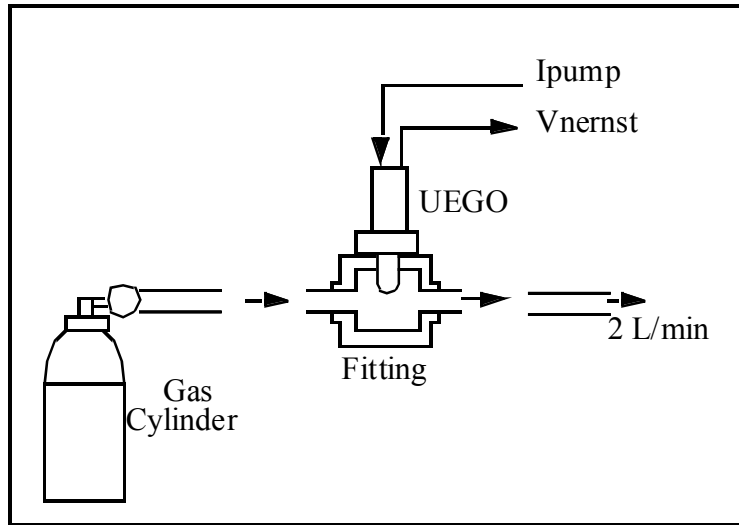 Ipump
Vnernst
UEGO
2 L/min
Fitting
Gas
Cylinder